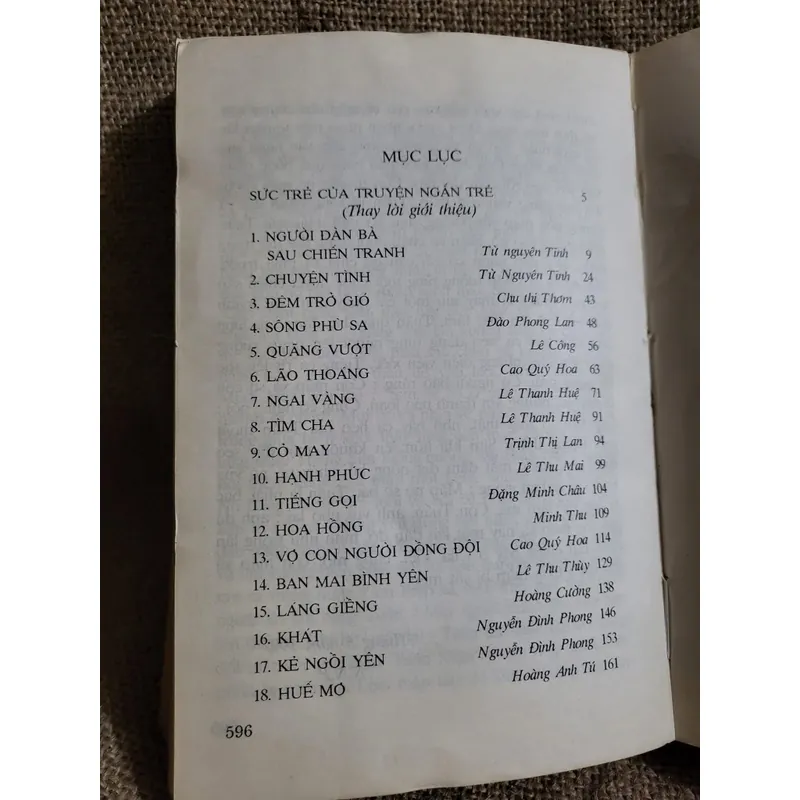 MỤC LỤC
SỨC TRẺ CỦA TRUYỆN NGẮN TRẺ 5
(Thay lời giới thiệu)
1. NGƯỜI ĐÀN BÀ
SAU CHIẾN TRANH Từ nguyên Tĩnh 9
2. CHUYỆN TÌNH Từ Nguyên Tĩnh 24
3. ĐÊM TRỞ GIÓ Chu thị Thơm 43
4. SÔNG PHÙ SA Đào Phong Lan 48
5. QUĂNG VƯỢT Lê Công 56
6. LÃO THOÁNG Cao Quý Hoa 63
7. NGAI VÀNG Lê Thanh Huệ 71
8. TÌM CHA Lê Thanh Huệ 91
9. CỎ MAY Trịnh Thị Lan 94
10. HẠNH PHÚC Lê Thu Mai 99
11. TIẾNG GỌI Đặng Minh Châu 104
12. HOA HỒNG Minh Thu 109
13. VỢ CON NGƯỜI ĐỒNG ĐỘI Cao Quý Hoa 114
14. BAN MAI BÌNH YÊN Lê Thu Thùy 129
15. LÁNG GIỀNG Hoàng Cường 138
16. KHÁT Nguyễn Đình Phong 146
17. KẺ NGỒI YÊN Nguyễn Đình Phong 153
18. HUẾ MƠ Hoàng Anh Tú 161
596